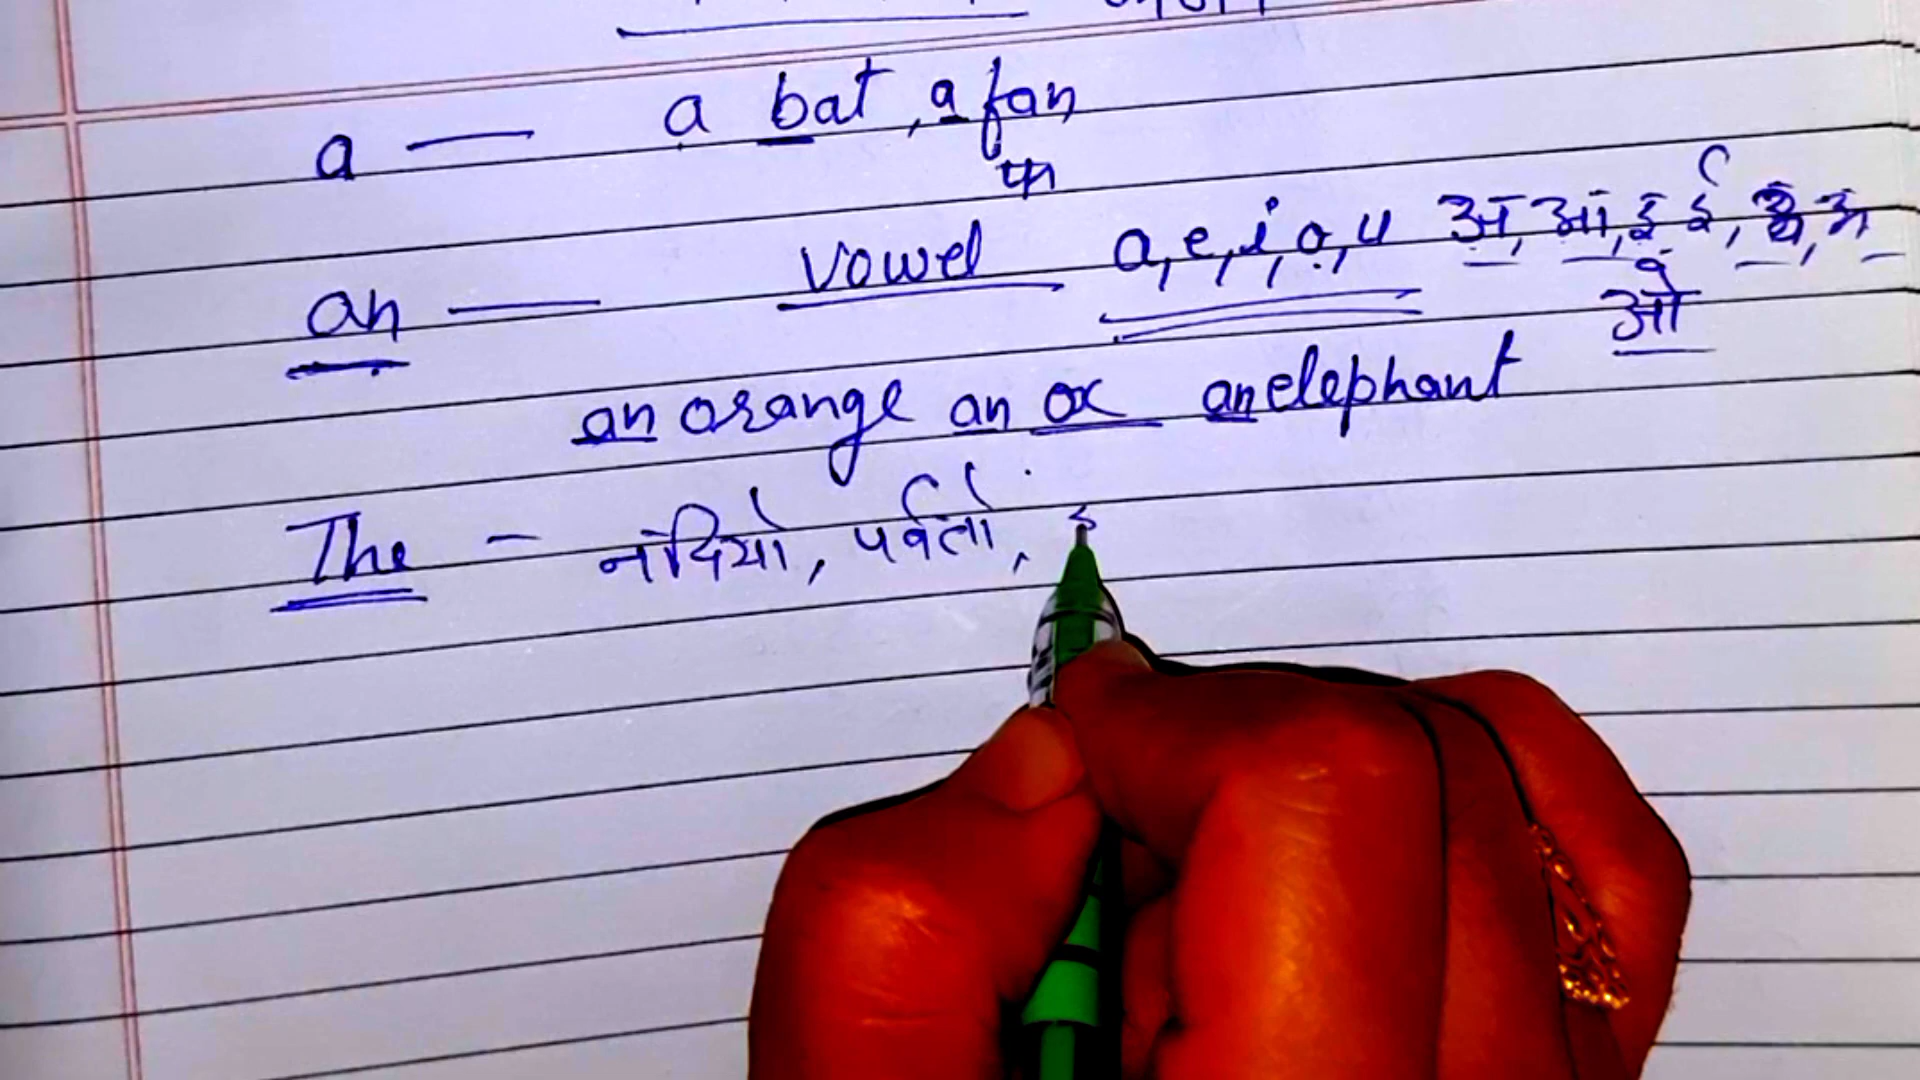 a — a bat, a fan
फ
an — vowel a, e, i, o, u अ, आ, इ ई, ऊ
ओ
an orange an ox an elephant
The – नदियो, पर्वतो,